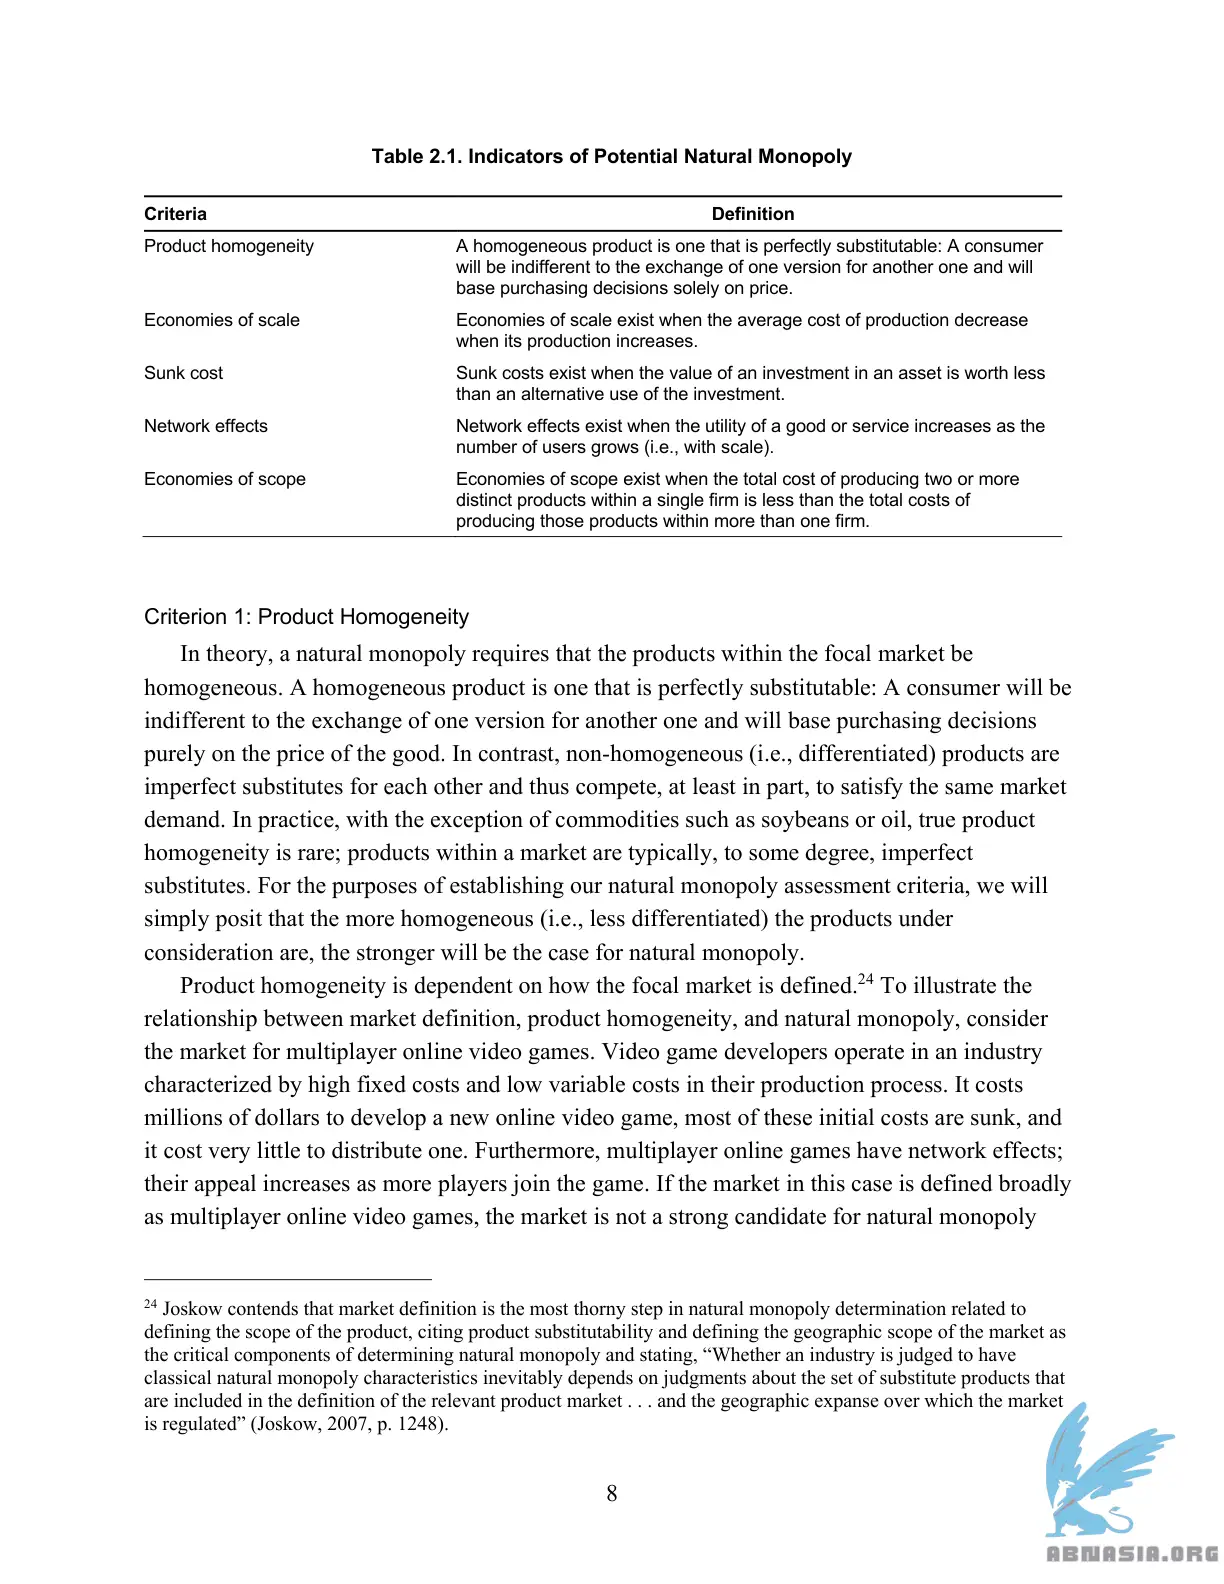 Table 2.1. Indicators of Potential Natural Monopoly
Criteria Definition
Product homogeneity A homogeneous product is one that is perfectly substitutable: A consumer
will be indifferent to the exchange of one version for another one and will
base purchasing decisions solely on price.
Economies of scale Economies of scale exist when the average cost of production decrease
when its production increases.
Sunk cost Sunk costs exist when the value of an investment in an asset is worth less
than an alternative use of the investment.
Network effects Network effects exist when the utility of a good or service increases as the
number of users grows (i.e., with scale).
Economies of scope Economies of scope exist when the total cost of producing two or more
distinct products within a single firm is less than the total costs of
producing those products within more than one firm.
Criterion 1: Product Homogeneity
In theory, a natural monopoly requires that the products within the focal market be
homogeneous. A homogeneous product is one that is perfectly substitutable: A consumer will be
indifferent to the exchange of one version for another one and will base purchasing decisions
purely on the price of the good. In contrast, non-homogeneous (i.e., differentiated) products are
imperfect substitutes for each other and thus compete, at least in part, to satisfy the same market
demand. In practice, with the exception of commodities such as soybeans or oil, true product
homogeneity is rare; products within a market are typically, to some degree, imperfect
substitutes. For the purposes of establishing our natural monopoly assessment criteria, we will
simply posit that the more homogeneous (i.e., less differentiated) the products under
consideration are, the stronger will be the case for natural monopoly.
Product homogeneity is dependent on how the focal market is defined.24 To illustrate the
relationship between market definition, product homogeneity, and natural monopoly, consider
the market for multiplayer online video games. Video game developers operate in an industry
characterized by high fixed costs and low variable costs in their production process. It costs
millions of dollars to develop a new online video game, most of these initial costs are sunk, and
it cost very little to distribute one. Furthermore, multiplayer online games have network effects;
their appeal increases as more players join the game. If the market in this case is defined broadly
as multiplayer online video games, the market is not a strong candidate for natural monopoly
24 Joskow contends that market definition is the most thorny step in natural monopoly determination related to
defining the scope of the product, citing product substitutability and defining the geographic scope of the market as
the critical components of determining natural monopoly and stating, “Whether an industry is judged to have
classical natural monopoly characteristics inevitably depends on judgments about the set of substitute products that
are included in the definition of the relevant product market . . . and the geographic expanse over which the market
is regulated” (Joskow, 2007, p. 1248).
8
ABNASIA.ORG